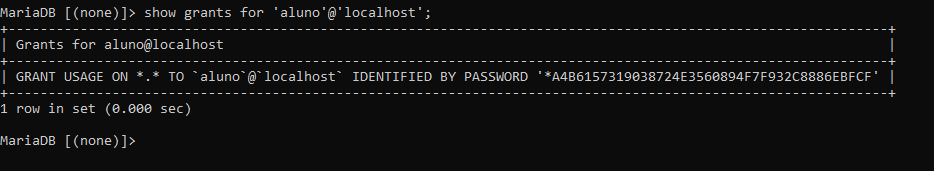 MariaDB [(none)]> show grants for 'aluno'@'localhost';
+--------------------------------------------------------------------------------------------------------------+
| Grants for aluno@localhost                                                                                   |
+--------------------------------------------------------------------------------------------------------------+
| GRANT USAGE ON *.* TO `aluno`@`localhost` IDENTIFIED BY PASSWORD '*A4B6157319038724E3560894F7F932C8886EBFCF' |
+--------------------------------------------------------------------------------------------------------------+
1 row in set (0.000 sec)
MariaDB [(none)]>